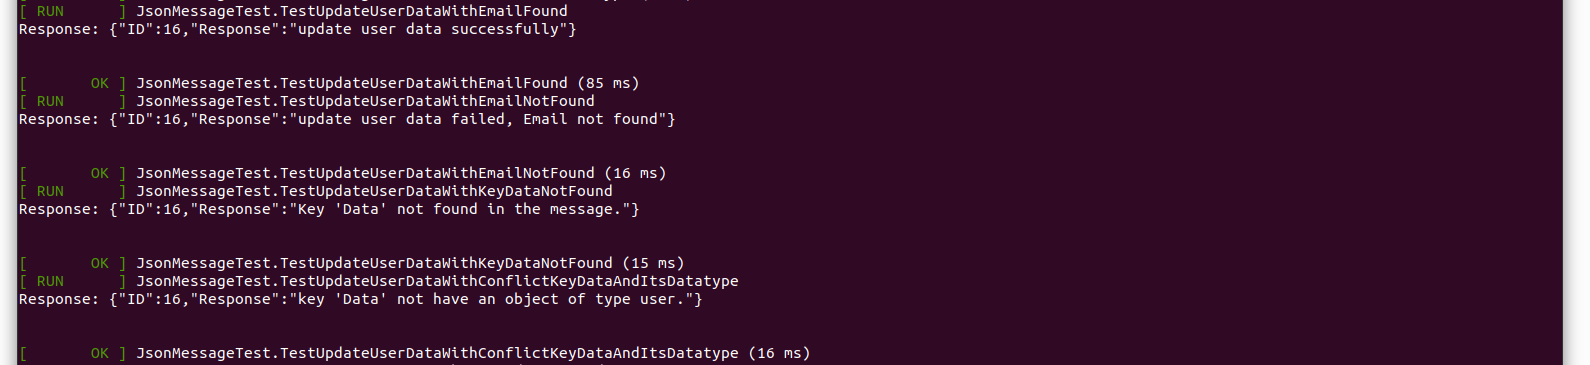 [ RUN      ] JsonMessageTest.TestUpdateUserDataWithEmailFound
Response: {"ID":16,"Response":"update user data successfully"}
[       OK ] JsonMessageTest.TestUpdateUserDataWithEmailFound (85 ms)
[ RUN      ] JsonMessageTest.TestUpdateUserDataWithEmailNotFound
Response: {"ID":16,"Response":"update user data failed, Email not found"}
[       OK ] JsonMessageTest.TestUpdateUserDataWithEmailNotFound (16 ms)
[ RUN      ] JsonMessageTest.TestUpdateUserDataWithKeyDataNotFound
Response: {"ID":16,"Response":"Key 'Data' not found in the message."}
[       OK ] JsonMessageTest.TestUpdateUserDataWithKeyDataNotFound (15 ms)
[ RUN      ] JsonMessageTest.TestUpdateUserDataWithConflictKeyDataAndItsDatatype
Response: {"ID":16,"Response":"key 'Data' not have an object of type user."}
[       OK ] JsonMessageTest.TestUpdateUserDataWithConflictKeyDataAndItsDatatype (16 ms)